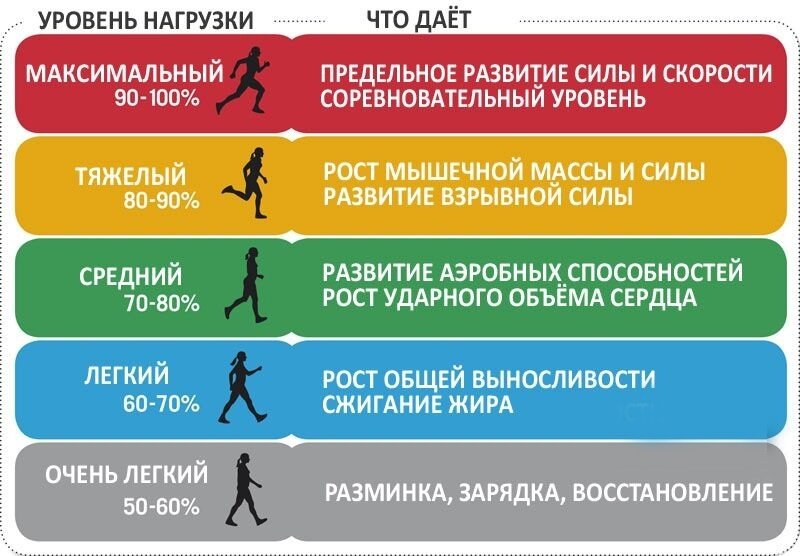 УРОВЕНЬ НАГРУЗКИ
ЧТО ДАЁТ
МАКСИМАЛЬНЫЙ
90-100%
ПРЕДЕЛЬНОЕ РАЗВИТИЕ СИЛЫ И СКОРОСТИ
СОРЕВНОВАТЕЛЬНЫЙ УРОВЕНЬ
ТЯЖЕЛЫЙ
80-90%
РОСТ МЫШЕЧНОЙ МАССЫ И СИЛЫ
РАЗВИТИЕ ВЗРЫВНОЙ СИЛЫ
СРЕДНИЙ
70-80%
РАЗВИТИЕ АЭРОБНЫХ СПОСОБНОСТЕЙ
РОСТ УДАРНОГО ОБЪЁМА СЕРДЦА
ЛЕГКИЙ
60-70%
РОСТ ОБЩЕЙ ВЫНОСЛИВОСТИ
СЖИГАНИЕ ЖИРА
ОЧЕНЬ ЛЕГКИЙ
50-60%
РАЗМИНКА, ЗАРЯДКА, ВОССТАНОВЛЕНИЕ